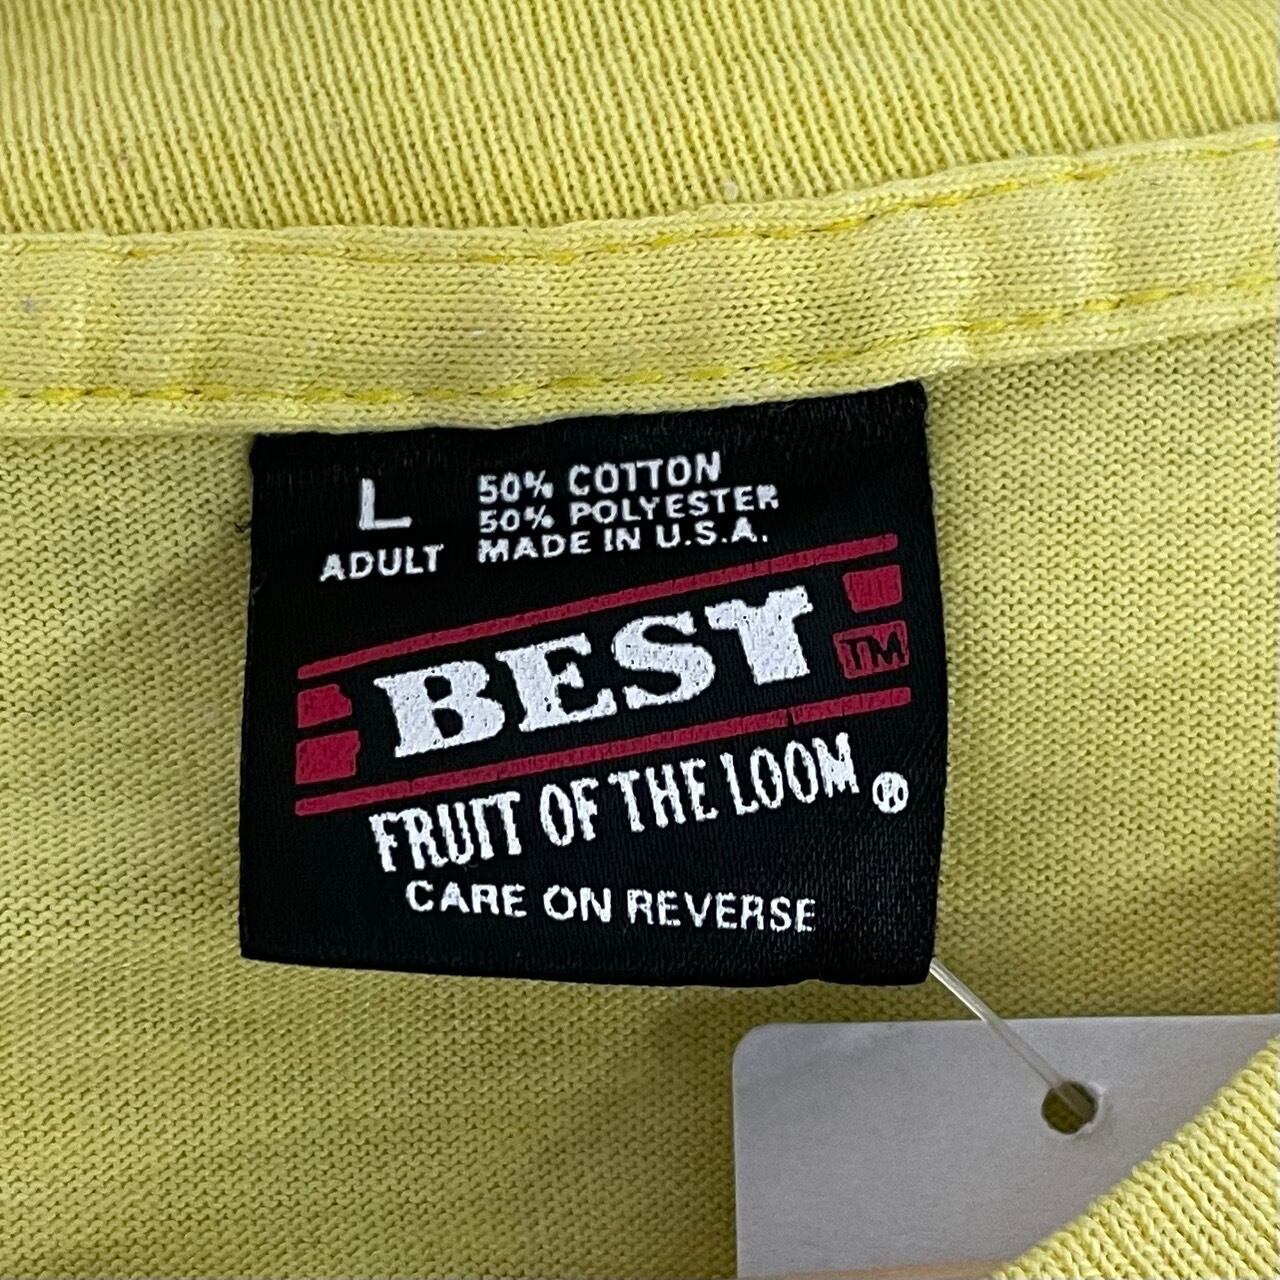 L
ADULT
50% COTTON
50% POLYESTER
MADE IN U.S.A.
BEST
TM
FRUIT OF THE LOOM ®
CARE ON REVERSE